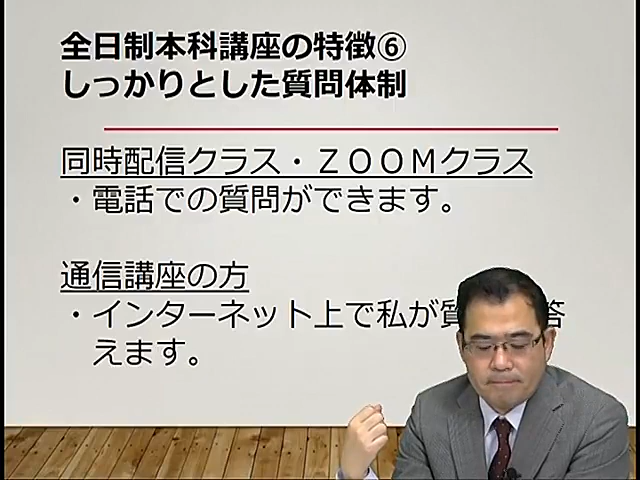 全日制本科講座の特徴⑥
しっかりとした質問体制
同時配信クラス・ＺＯＯＭクラス
・電話での質問ができます。
通信講座の方
・インターネット上で私が質 答
えます。